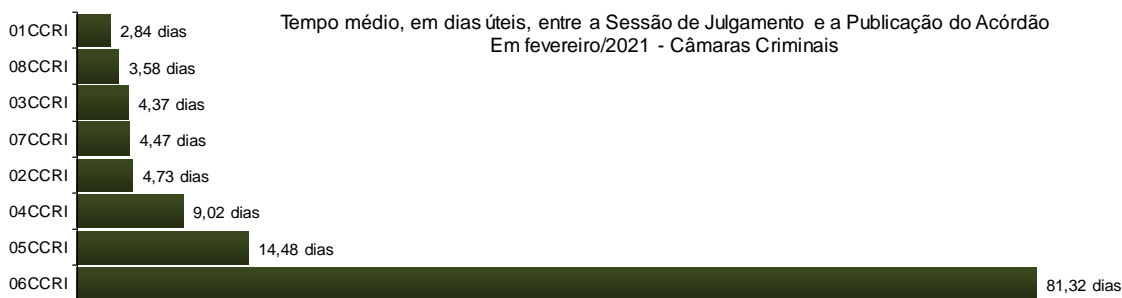 Tempo médio, em dias úteis, entre a Sessão de Julgamento e a Publicação do Acórdão
Em fevereiro/2021 - Câmaras Criminais
01CCRI 2,84 dias
08CCRI 3,58 dias
03CCRI 4,37 dias
07CCRI 4,47 dias
02CCRI 4,73 dias
04CCRI 9,02 dias
05CCRI 14,48 dias
06CCRI 81,32 dias